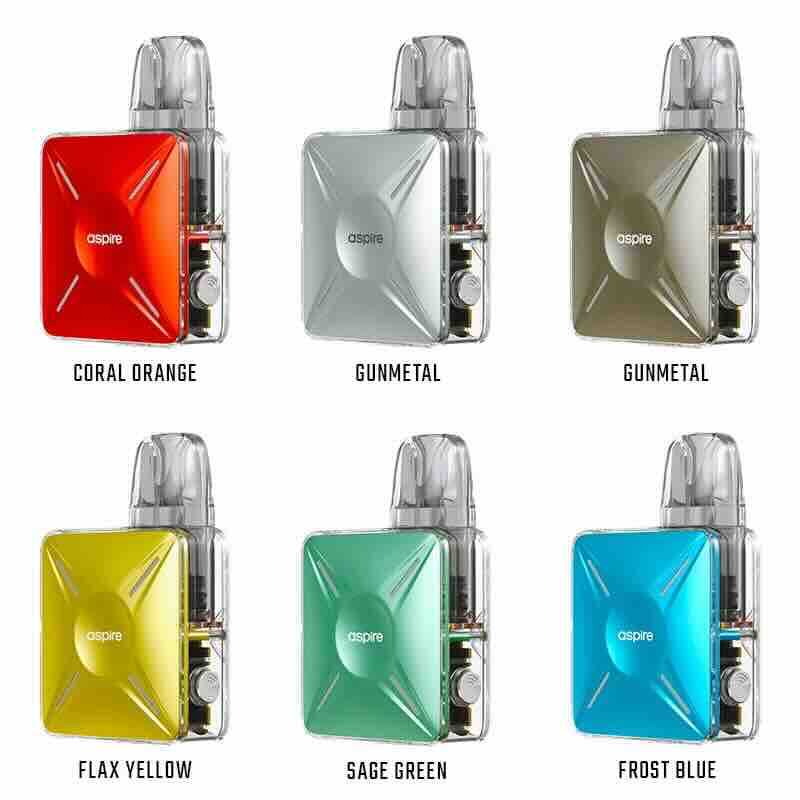 aspire
aspire
aspire
CORAL ORANGE
GUNMETAL
GUNMETAL
aspire
aspire
aspire
FLAX YELLOW
SAGE GREEN
FROST BLUE